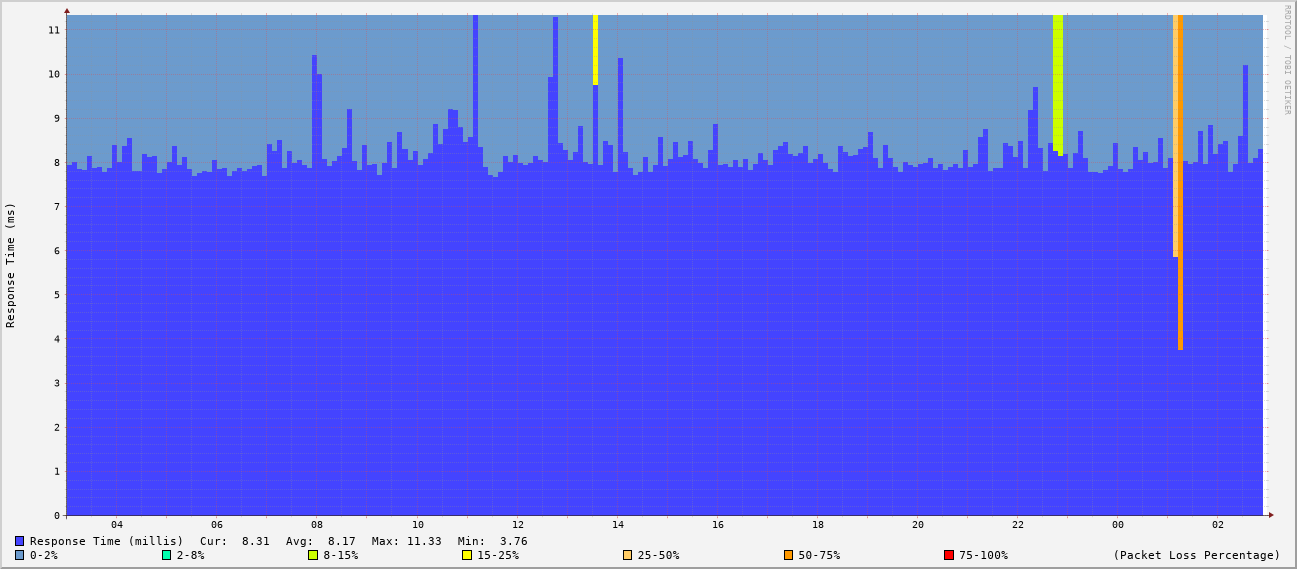 RRDTOOL / TOBI OETIKER
Response Time (ms)
11
10
9
8
7
6
5
4
3
2
1
0
04 06 08 10 12 14 16 18 20 22 00 02
Response Time (millis) Cur: 8.31 Avg: 8.17 Max: 11.33 Min: 3.76
0-2% 2-8% 8-15% 15-25% 25-50% 50-75% 75-100% (Packet Loss Percentage)